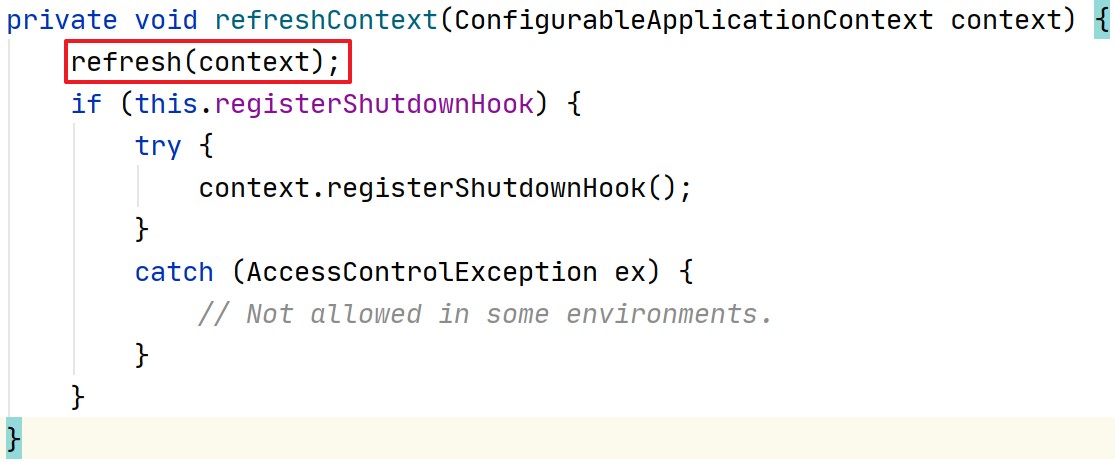 private void refreshContext(ConfigurableApplicationContext context) {
refresh(context);
if (this.registerShutdownHook) {
try {
context.registerShutdownHook();
}
catch (AccessControlException ex) {
// Not allowed in some environments.
}
}
}